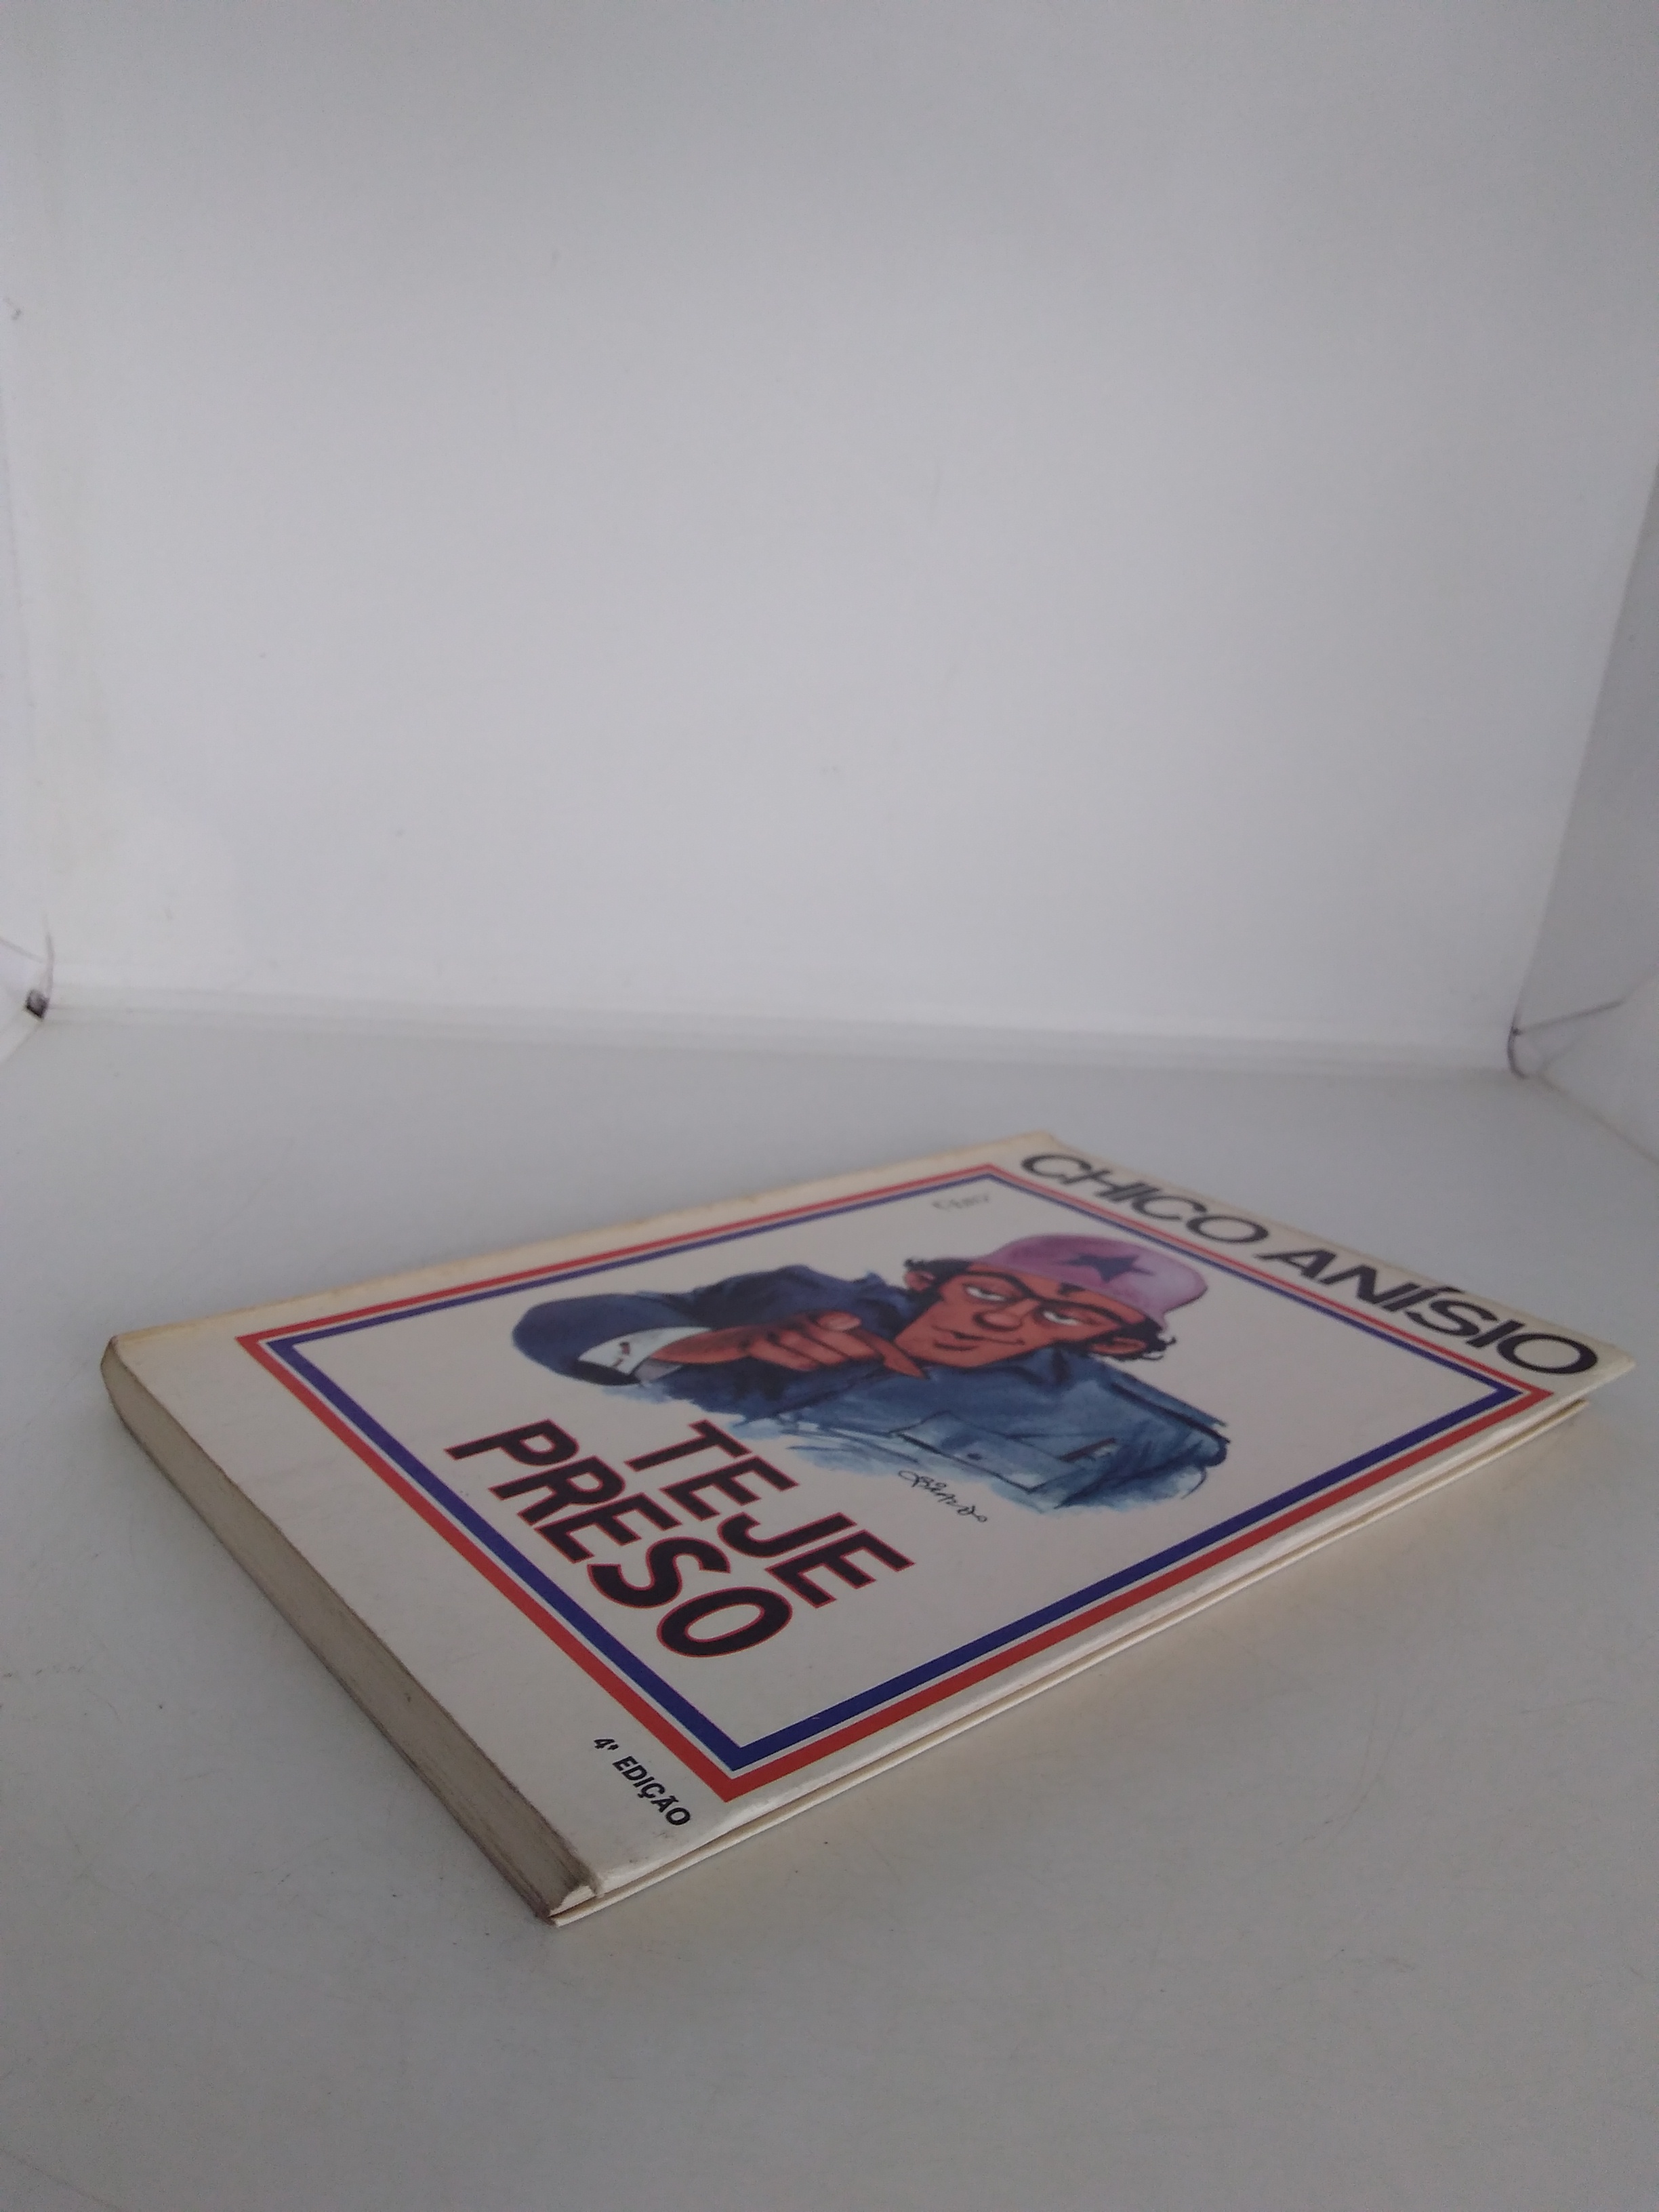 CHICO ANÍSIO
TEJE
PRESO
4ª EDIÇÃO